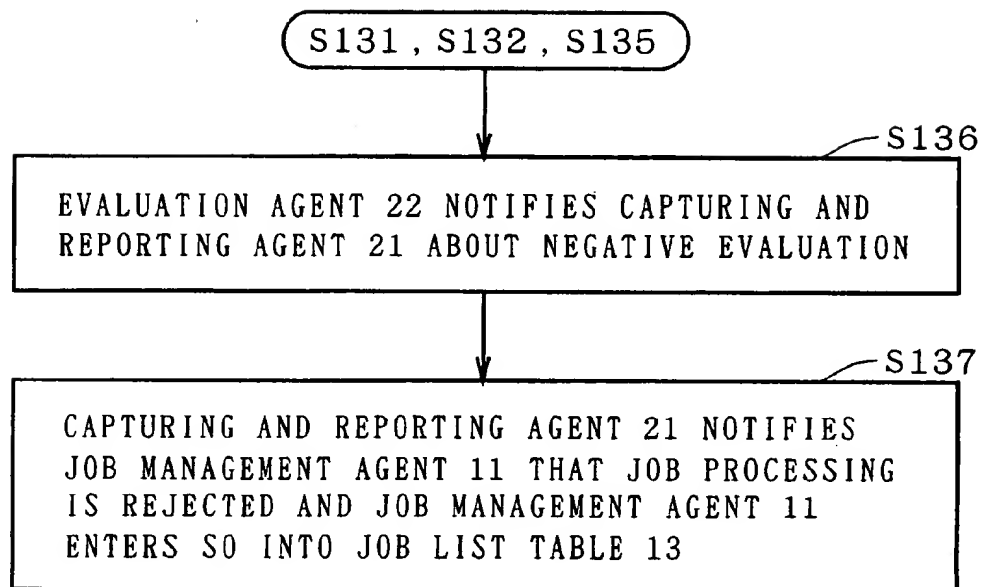 S131, S132, S135
S136
EVALUATION AGENT 22 NOTIFIES CAPTURING AND
REPORTING AGENT 21 ABOUT NEGATIVE EVALUATION
S137
CAPTURING AND REPORTING AGENT 21 NOTIFIES
JOB MANAGEMENT AGENT 11 THAT JOB PROCESSING
IS REJECTED AND JOB MANAGEMENT AGENT 11
ENTERS SO INTO JOB LIST TABLE 13